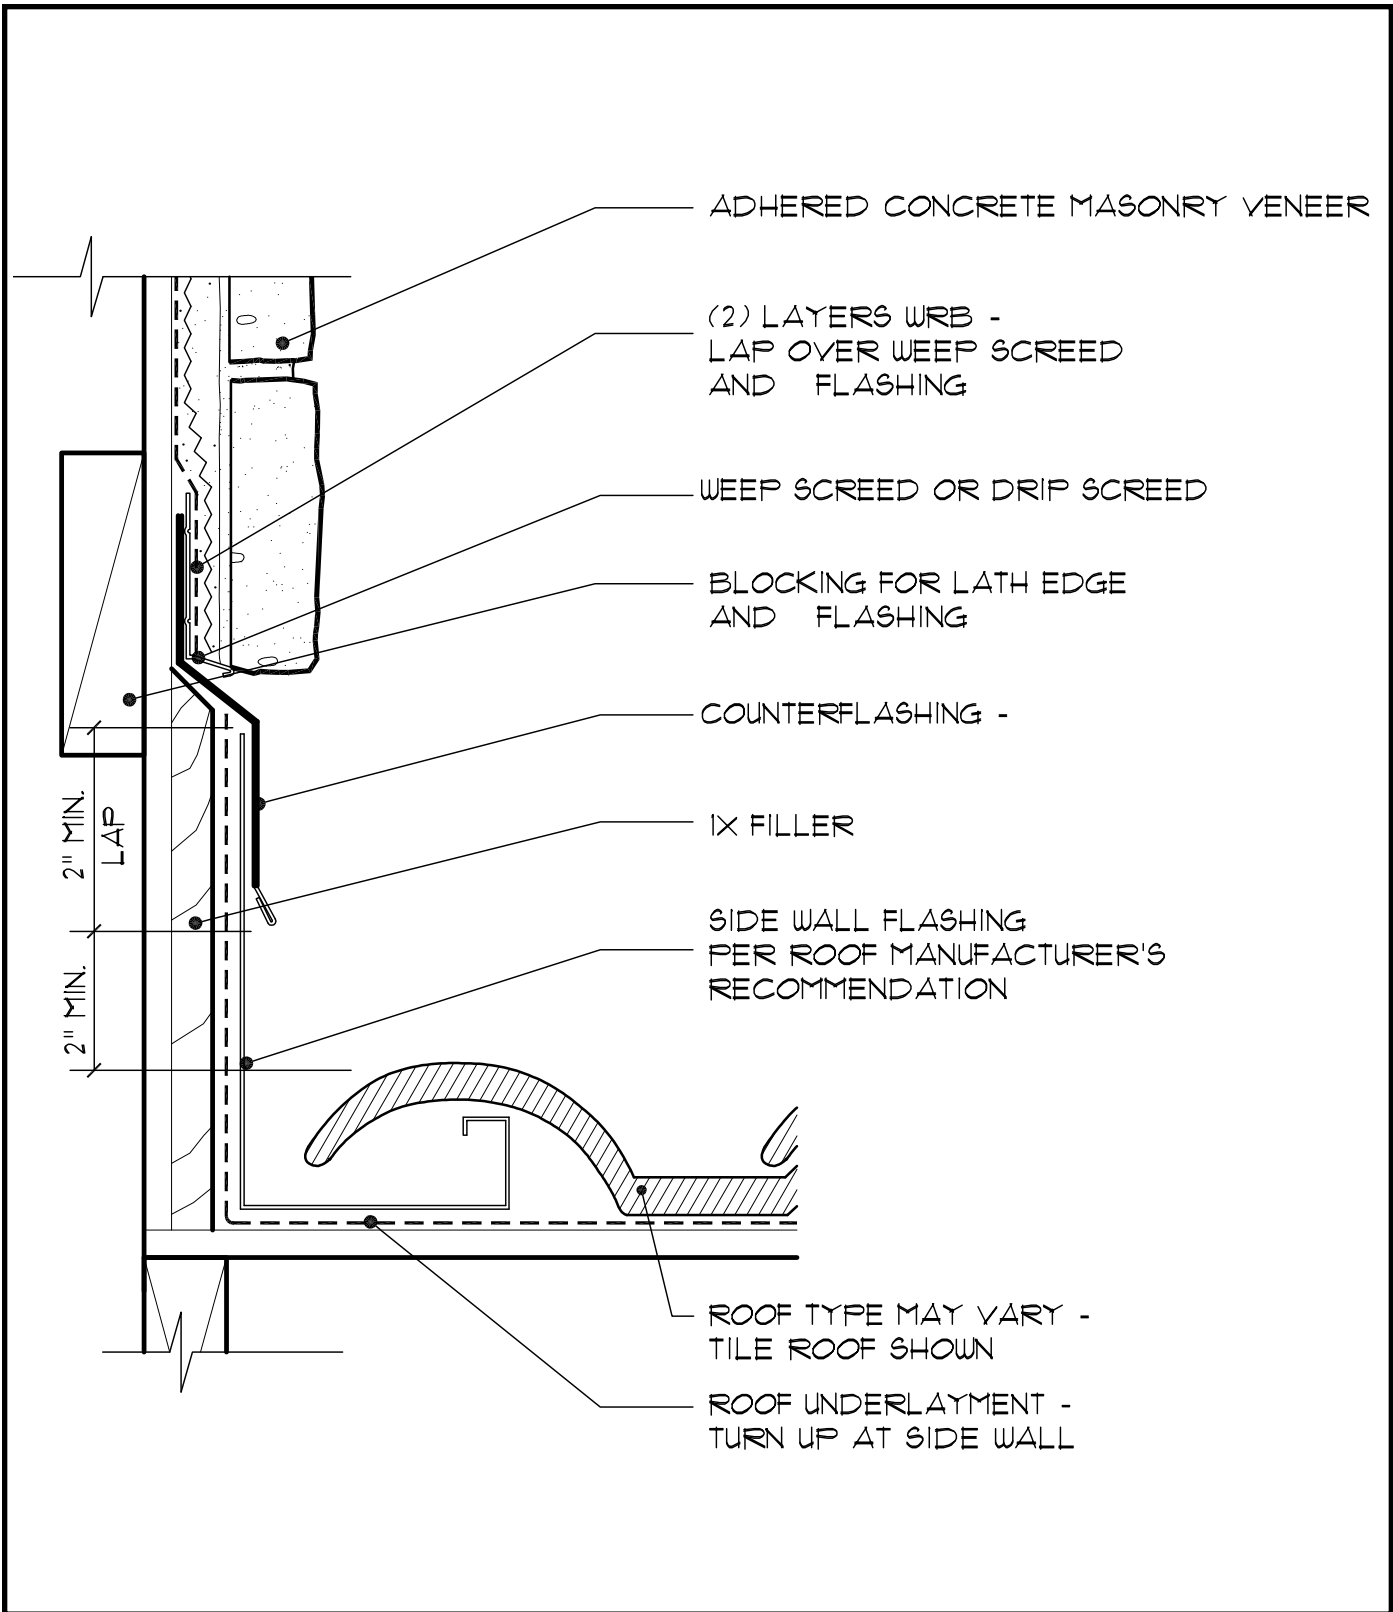 ADHERED CONCRETE MASONRY VENEER
(2) LAYERS WRB -
LAP OVER WEEP SCREED
AND FLASHING
WEEP SCREED OR DRIP SCREED
BLOCKING FOR LATH EDGE
AND FLASHING
COUNTERFLASHING -
1X FILLER
2" MIN.
LAP
SIDE WALL FLASHING
PER ROOF MANUFACTURER'S
RECOMMENDATION
2" MIN.
ROOF TYPE MAY VARY -
TILE ROOF SHOWN
ROOF UNDERLAYMENT -
TURN UP AT SIDE WALL